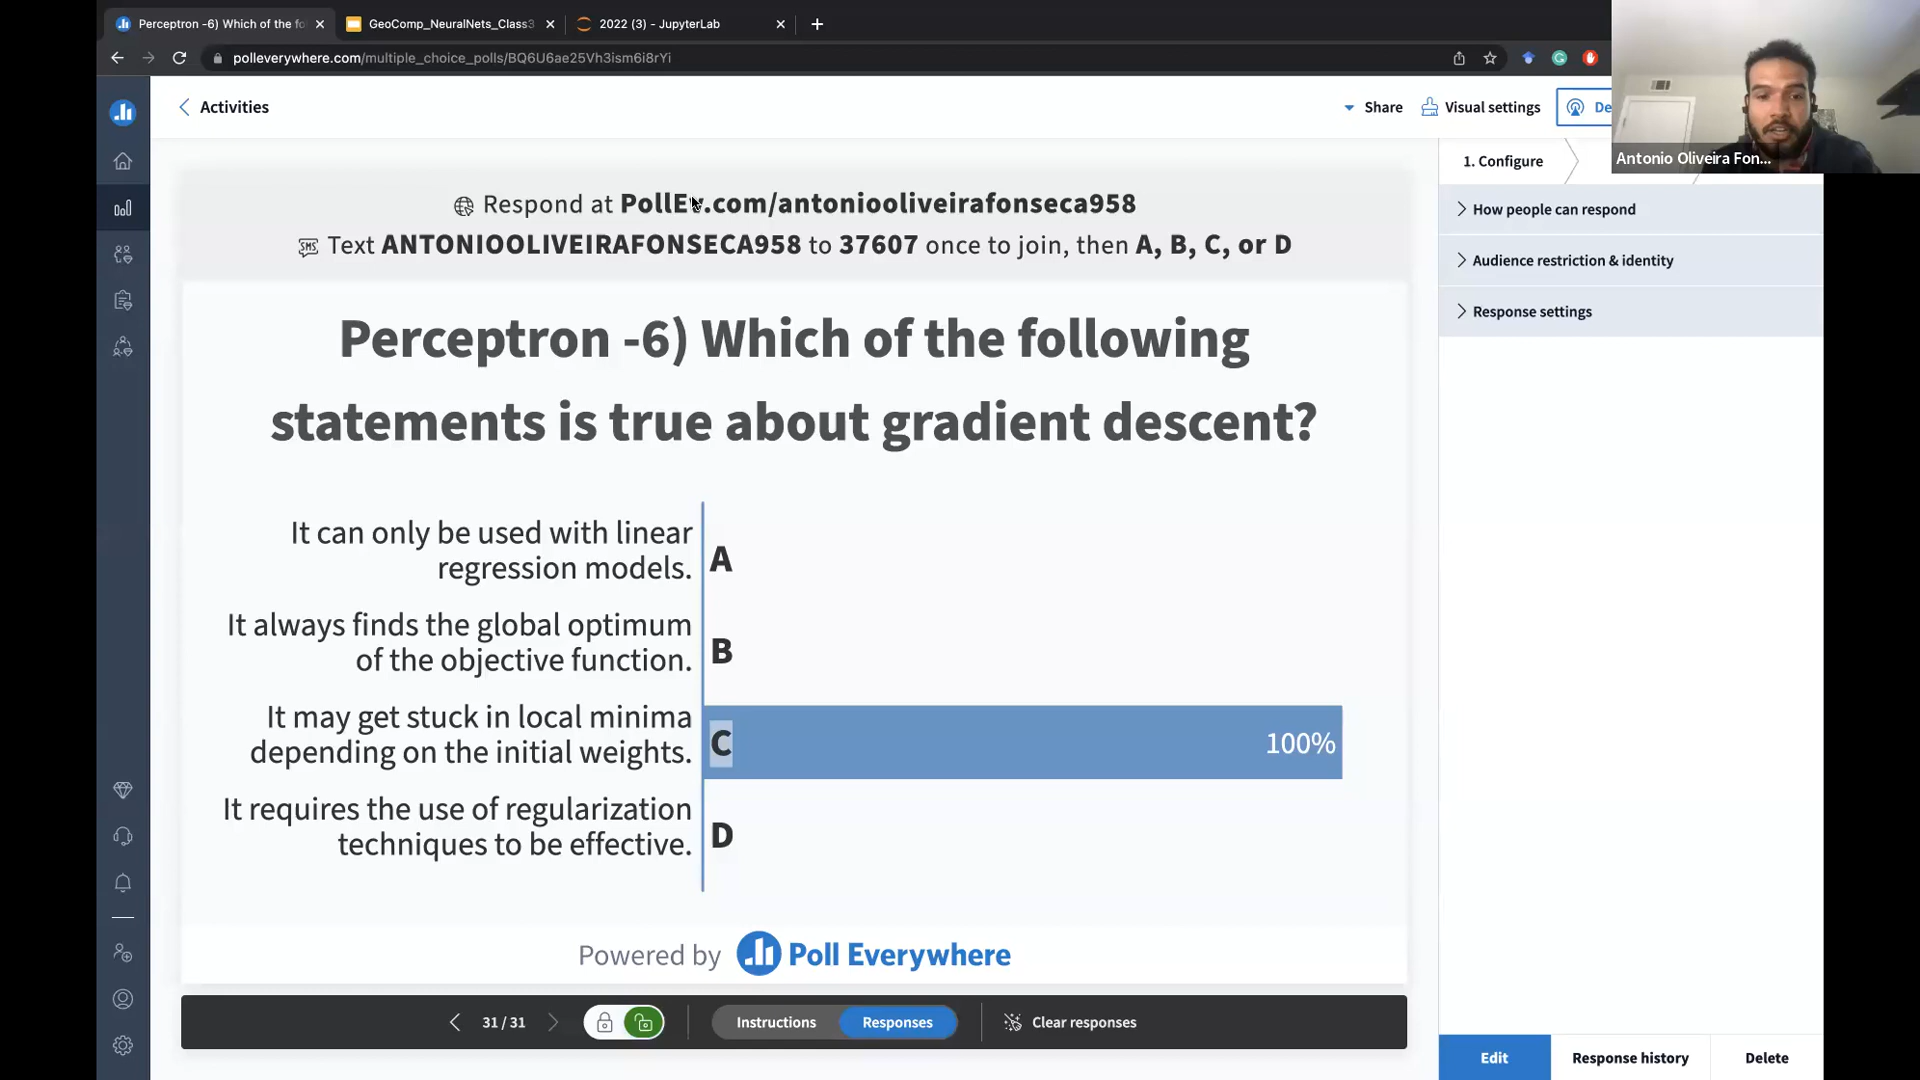 Perceptron -6) Which of the fo
GeoComp_NeuralNets_Class3
2022 (3) - JupyterLab
polleverywhere.com/multiple_choice_polls/BQ6U6ae25Vh3ism6i8rYi
Activities
Share
Visual settings
De
Antonio Oliveira Fon...
1. Configure
How people can respond
Audience restriction & identity
Response settings
Respond at PollEv.com/antoniooliveirafonseca958
SMS
Text ANTONIOOLIVEIRAFONSECA958 to 37607 once to join, then A, B, C, or D
Perceptron -6) Which of the following
statements is true about gradient descent?
It can only be used with linear
regression models.
A
It always finds the global optimum
of the objective function.
B
It may get stuck in local minima
depending on the initial weights.
C
100%
It requires the use of regularization
techniques to be effective.
D
Powered by Poll Everywhere
31 / 31
Instructions
Responses
Clear responses
Edit
Response history
Delete